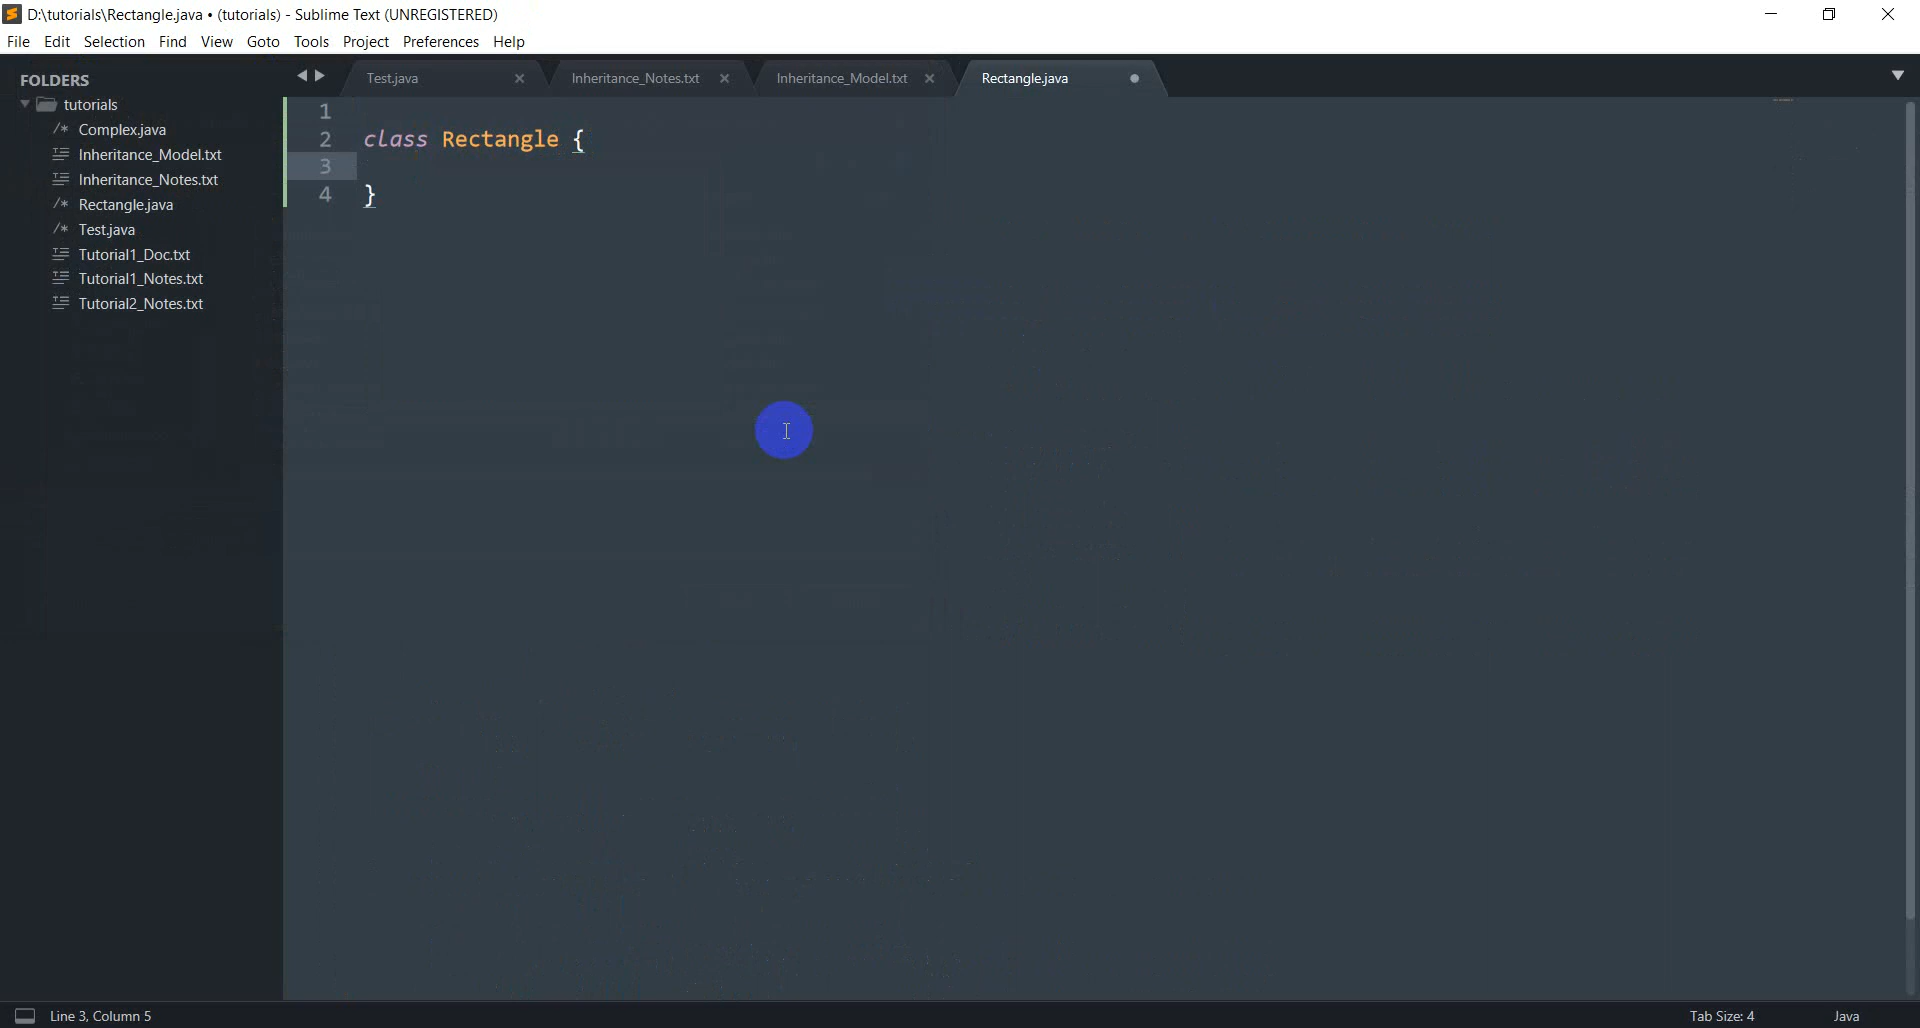 D:\tutorials\Rectangle.java • (tutorials) - Sublime Text (UNREGISTERED)
File Edit Selection Find View Goto Tools Project Preferences Help
FOLDERS
tutorials
/* Complex.java
Inheritance_Model.txt
Inheritance_Notes.txt
/* Rectangle.java
/* Test.java
Tutorial1_Doc.txt
Tutorial1_Notes.txt
Tutorial2_Notes.txt
Test.java Inheritance_Notes.txt Inheritance_Model.txt Rectangle.java
1
2 class Rectangle {
3
4 }
Line 3, Column 5 Tab Size: 4 Java